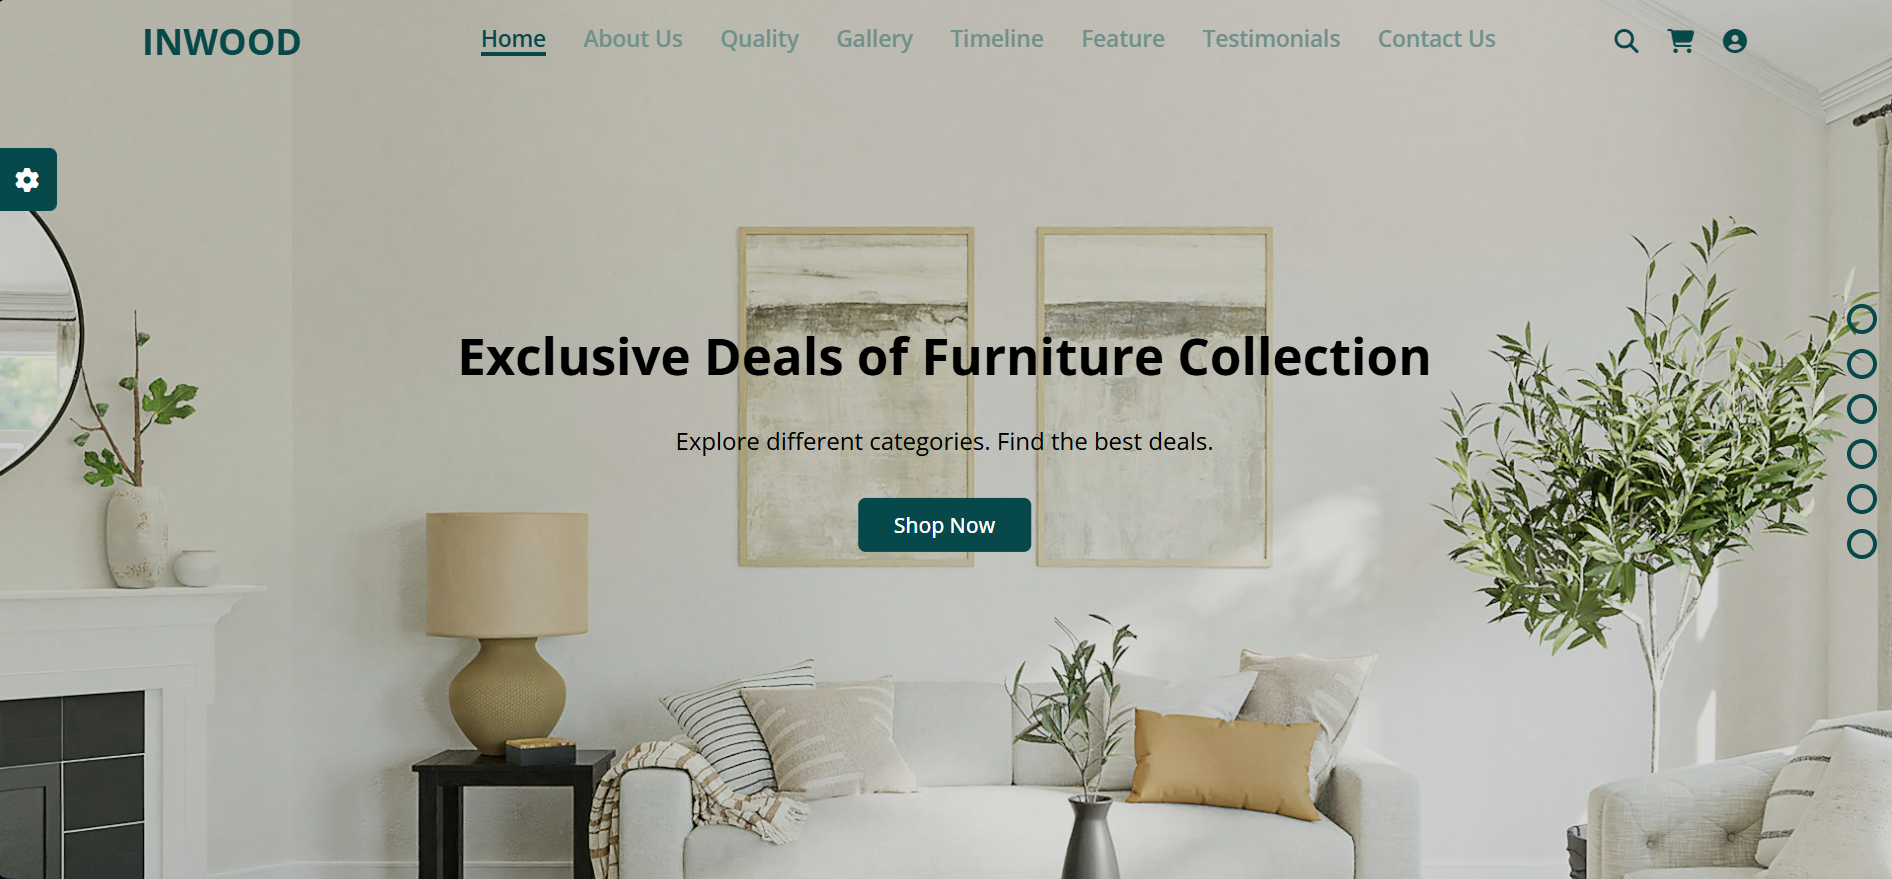 INWOOD
Home About Us Quality Gallery Timeline Feature Testimonials Contact Us
Exclusive Deals of Furniture Collection
Explore different categories. Find the best deals.
Shop Now